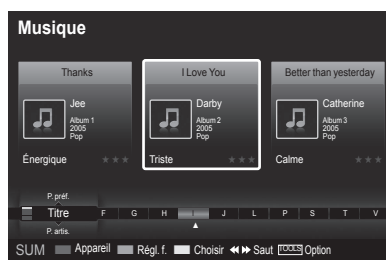 Musique
Thanks
I Love You
Better than yesterday
Jee
Album 1
2005
Pop
Énergique
Darby
Album 2
2005
Pop
Triste
Catherine
Album 3
2005
Pop
Calme
P. préf.
Titre F G H I J L P S T V
P. artis.
SUM Appareil Régl. f. Choisir Saut TOOLS Option